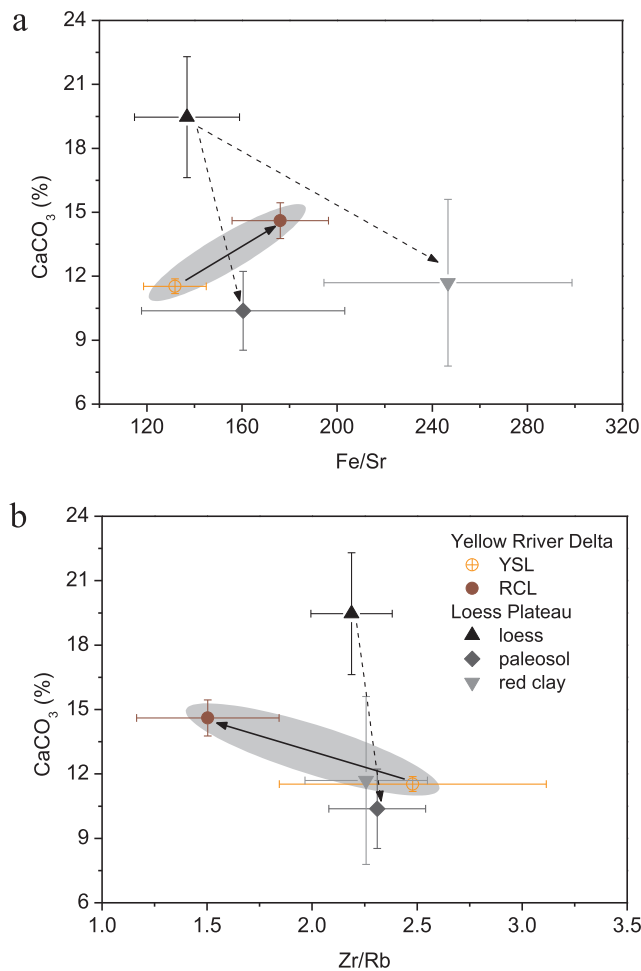 a
24
21
18
15
12
9
6
CaCO3 (%)
120 160 200 240 280 320
Fe/Sr
b
24
21
18
15
12
9
6
CaCO3 (%)
Yellow Rriver Delta
YSL
RCL
Loess Plateau
loess
paleosol
red clay
1.0 1.5 2.0 2.5 3.0 3.5
Zr/Rb